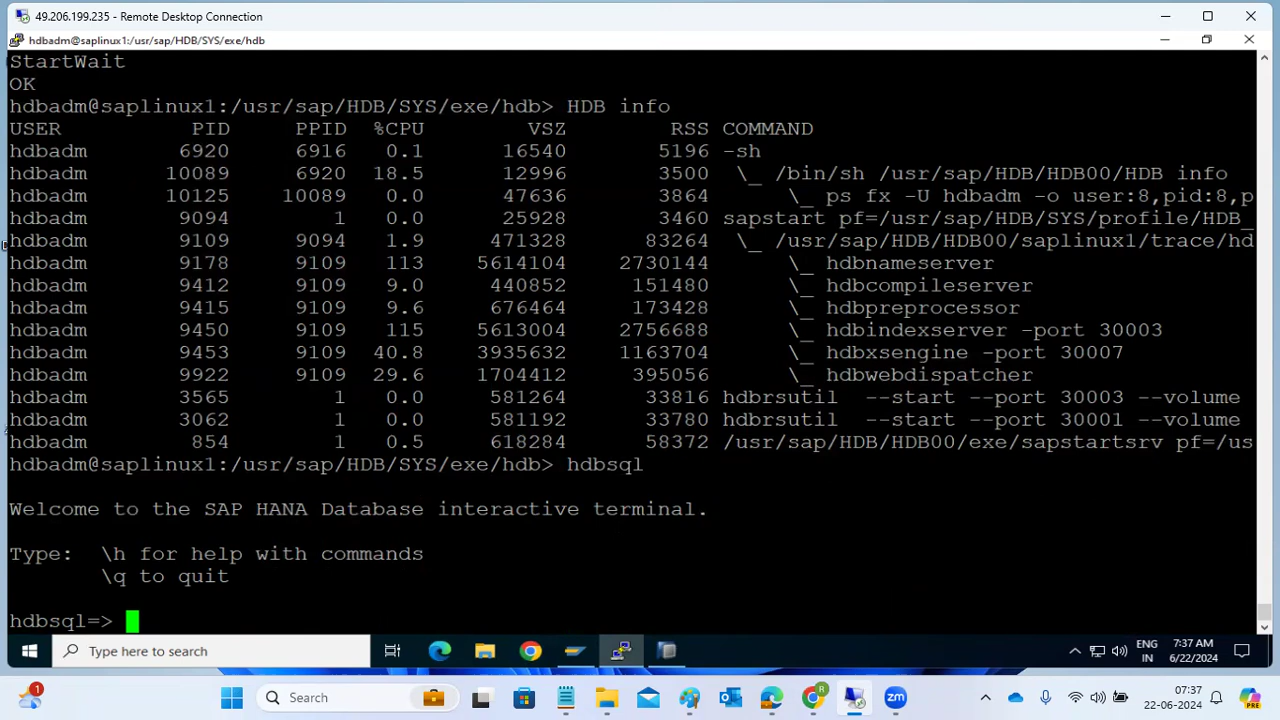 49.206.199.235 - Remote Desktop Connection
hdbadm@saplinux1:/usr/sap/HDB/SYS/exe/hdb
StartWait
OK
hdbadm@saplinux1:/usr/sap/HDB/SYS/exe/hdb> HDB info
USER PID PPID %CPU VSZ RSS COMMAND
hdbadm 6920 6916 0.1 16540 5196 -sh
hdbadm 10089 6920 18.5 12996 3500 \_ /bin/sh /usr/sap/HDB/HDB00/HDB info
hdbadm 10125 10089 0.0 47636 3864 \_ ps fx -U hdbadm -o user:8,pid:8,p
hdbadm 9094 1 0.0 25928 3460 sapstart pf=/usr/sap/HDB/SYS/profile/HDB_
hdbadm 9109 9094 1.9 471328 83264 \_ /usr/sap/HDB/HDB00/saplinux1/trace/hd
hdbadm 9178 9109 113 5614104 2730144 \_ hdbnameserver
hdbadm 9412 9109 9.0 440852 151480 \_ hdbcompileserver
hdbadm 9415 9109 9.6 676464 173428 \_ hdbpreprocessor
hdbadm 9450 9109 115 5613004 2756688 \_ hdbindexserver -port 30003
hdbadm 9453 9109 40.8 3935632 1163704 \_ hdbxsengine -port 30007
hdbadm 9922 9109 29.6 1704412 395056 \_ hdbwebdispatcher
hdbadm 3565 1 0.0 581264 33816 hdbrsutil --start --port 30003 --volume
hdbadm 3062 1 0.0 581192 33780 hdbrsutil --start --port 30001 --volume
hdbadm 854 1 0.5 618284 58372 /usr/sap/HDB/HDB00/exe/sapstartsrv pf=/us
hdbadm@saplinux1:/usr/sap/HDB/SYS/exe/hdb> hdbsql
Welcome to the SAP HANA Database interactive terminal.
Type: \h for help with commands
\q to quit
hdbsql=>
Type here to search
ENG
IN
7:37 AM
6/22/2024
1
Search
R
zm
07:37
22-06-2024
PRE